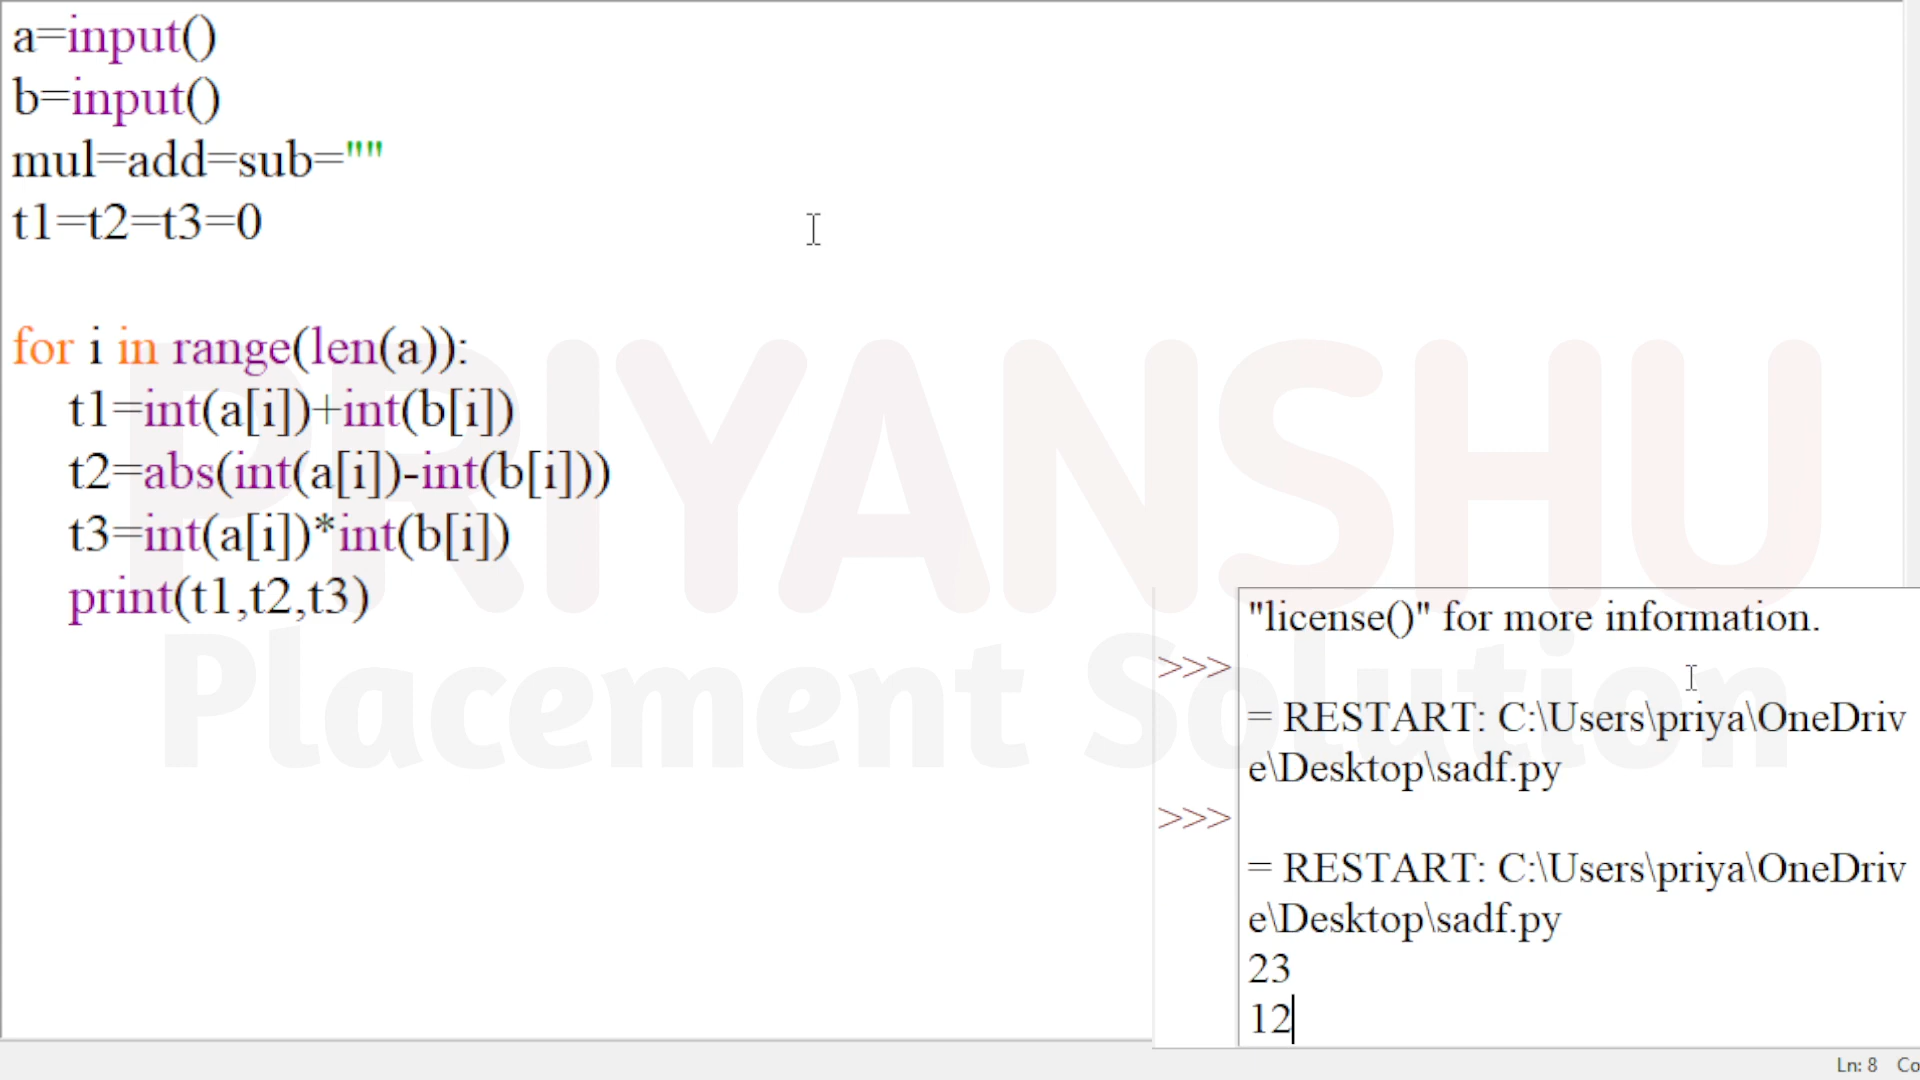 a=input()
b=input()
mul=add=sub=""
t1=t2=t3=0
for i in range(len(a)):
    t1=int(a[i])+int(b[i])
    t2=abs(int(a[i])-int(b[i]))
    t3=int(a[i])*int(b[i])
    print(t1,t2,t3)
PRIYANSHU
Placement Solution
"license()" for more information.
>>>
= RESTART: C:\Users\priya\OneDriv
e\Desktop\sadf.py
>>>
= RESTART: C:\Users\priya\OneDriv
e\Desktop\sadf.py
23
12
Ln: 8 Co